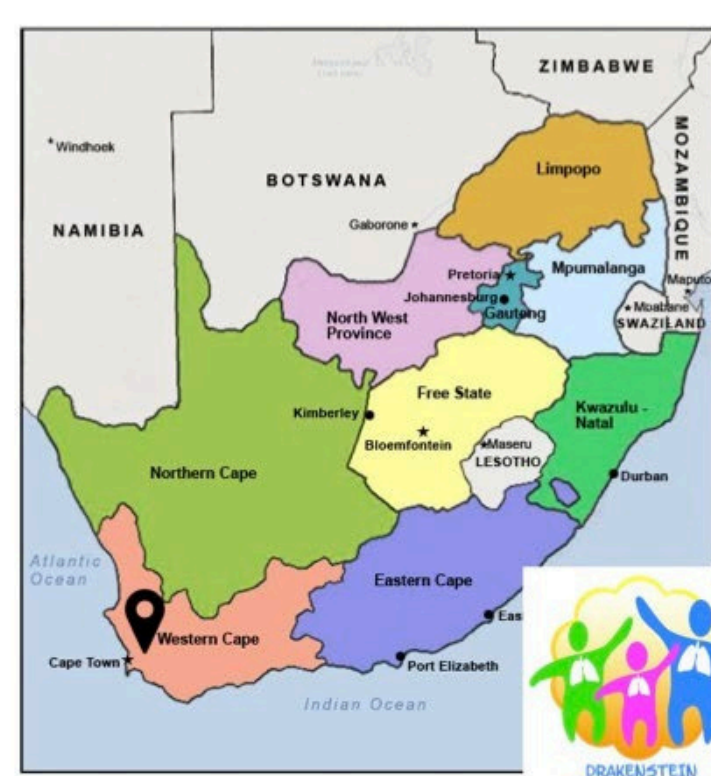 ZIMBABWE
MOZAMBIQUE
Windhoek
Limpopo
BOTSWANA
NAMIBIA
Gaborone
Pretoria
Mpumalanga
Maputo
Johannesburg
Moabane
Gauteng
SWAZILAND
North West
Province
Free State
Kwazulu -
Natal
Kimberley
Bloemfontein
Maseru
LESOTHO
Northern Cape
Durban
Atlantic
Ocean
Eastern Cape
Eas
Western Cape
Cape Town
Port Elizabeth
Indian Ocean
DRAKENSTEIN